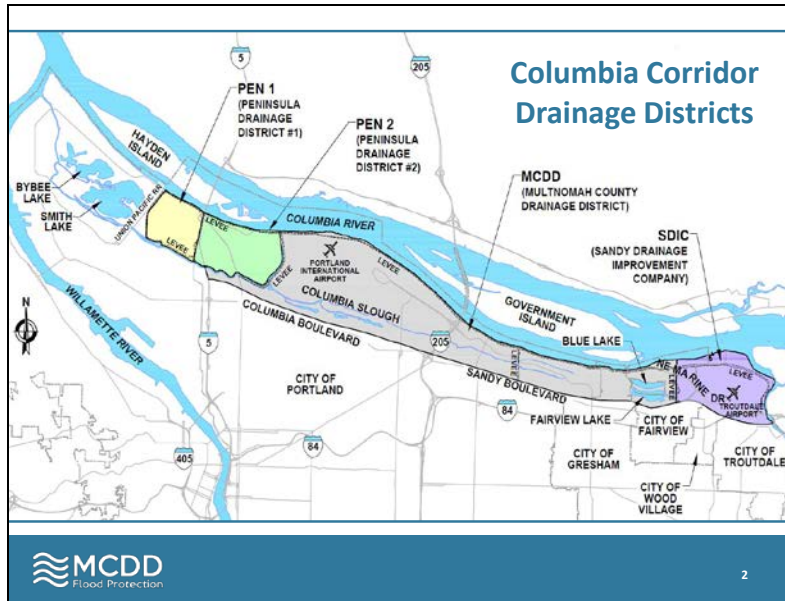 Columbia Corridor
Drainage Districts
5
205
PEN 1
(PENINSULA
DRAINAGE
DISTRICT #1)
PEN 2
(PENINSULA
DRAINAGE
DISTRICT #2)
MCDD
(MULTNOMAH COUNTY
DRAINAGE DISTRICT)
SDIC
(SANDY DRAINAGE
IMPROVEMENT
COMPANY)
HAYDEN
ISLAND
BYBEE
LAKE
SMITH
LAKE
UNION PACIFIC RR
LEVEE
LEVEE
LEVEE
COLUMBIA RIVER
PORTLAND
INTERNATIONAL
AIRPORT
LEVEE
COLUMBIA SLOUGH
GOVERNMENT
ISLAND
BLUE LAKE
NE MARINE DR
LEVEE
LEVEE
LEVEE
TROUTDALE
AIRPORT
N
WILLAMETTE RIVER
5
COLUMBIA BOULEVARD
205
SANDY BOULEVARD
CITY OF
PORTLAND
84
FAIRVIEW LAKE
CITY OF
FAIRVIEW
CITY OF
GRESHAM
CITY OF
TROUTDALE
CITY OF
WOOD
VILLAGE
405
84
MCDD
Flood Protection
2